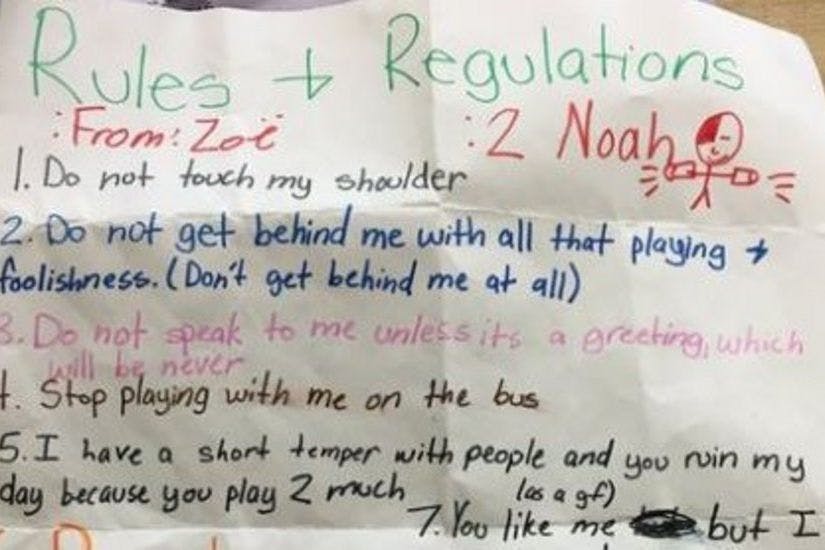 Rules + Regulations
:From: Zoë :2 Noah
1. Do not touch my shoulder
2. Do not get behind me with all that playing +
foolishness. (Don't get behind me at all)
3. Do not speak to me unless its a greeting, which
will be never
4. Stop playing with me on the bus
5. I have a short temper with people and you ruin my
day because you play 2 much
(as a gf)
7. You like me but I